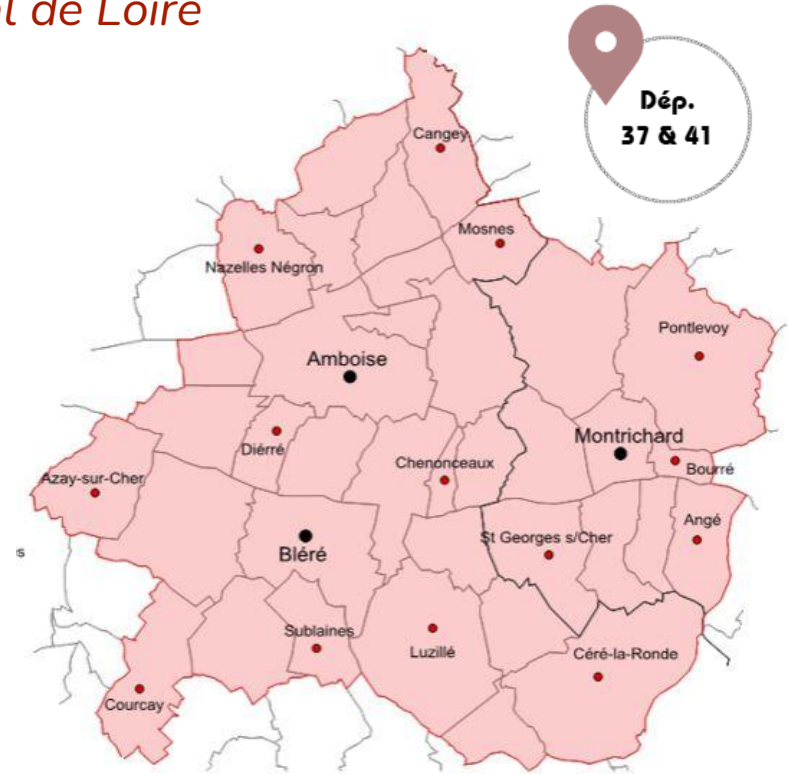 l de Loire
Dép.
37 & 41
Cangey
Mosnes
Nazelles Négron
Pontlevoy
Amboise
Montrichard
Diérré
Chenonceaux
Bourré
Azay-sur-Cher
Angé
St Georges s/Cher
Bléré
Sublaines
Luzillé
Céré-la-Ronde
Courcay
s